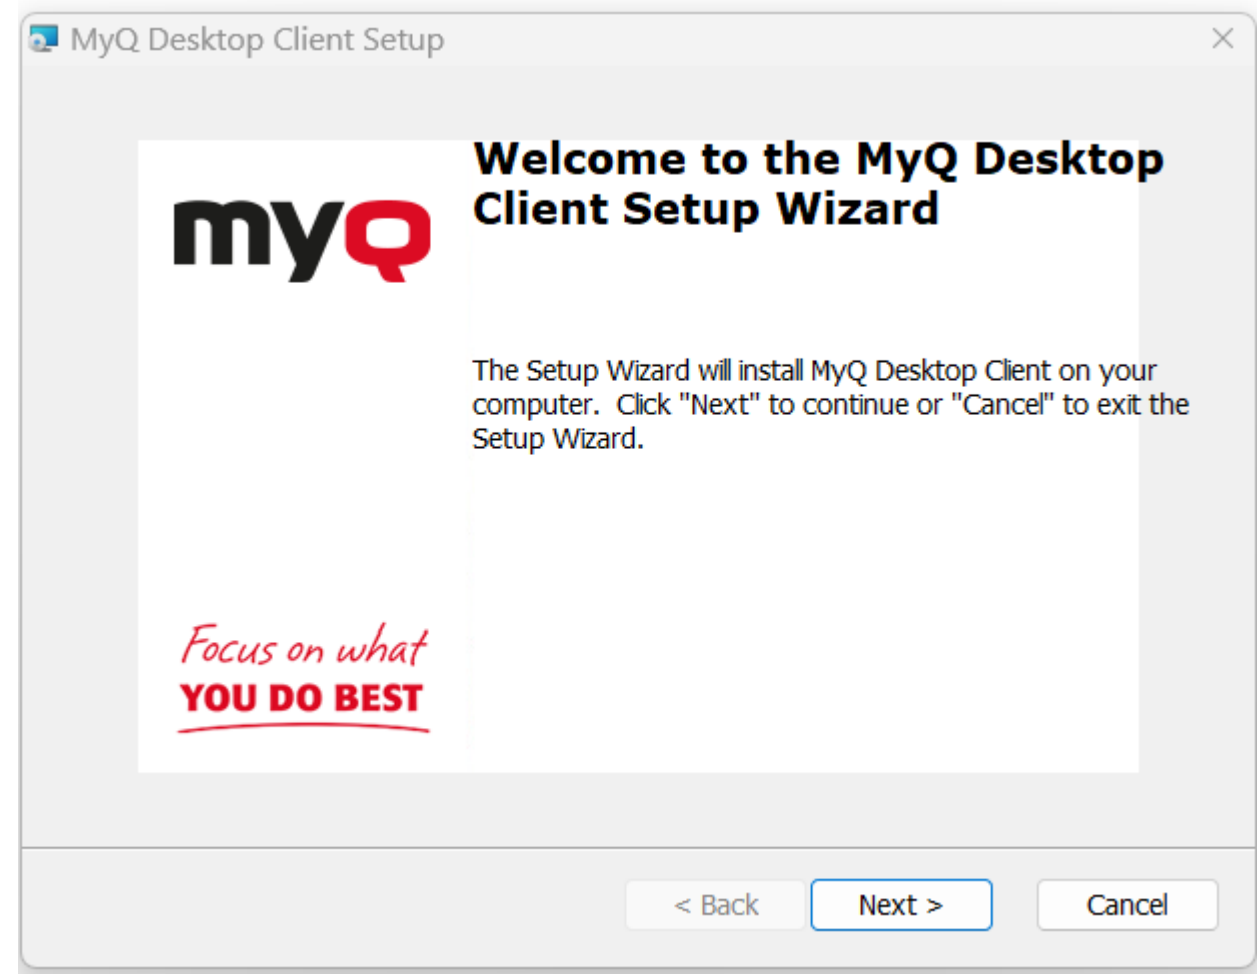 MyQ Desktop Client Setup
Welcome to the MyQ Desktop
Client Setup Wizard
myQ
The Setup Wizard will install MyQ Desktop Client on your
computer.  Click "Next" to continue or "Cancel" to exit the
Setup Wizard.
Focus on what
YOU DO BEST
< Back
Next >
Cancel